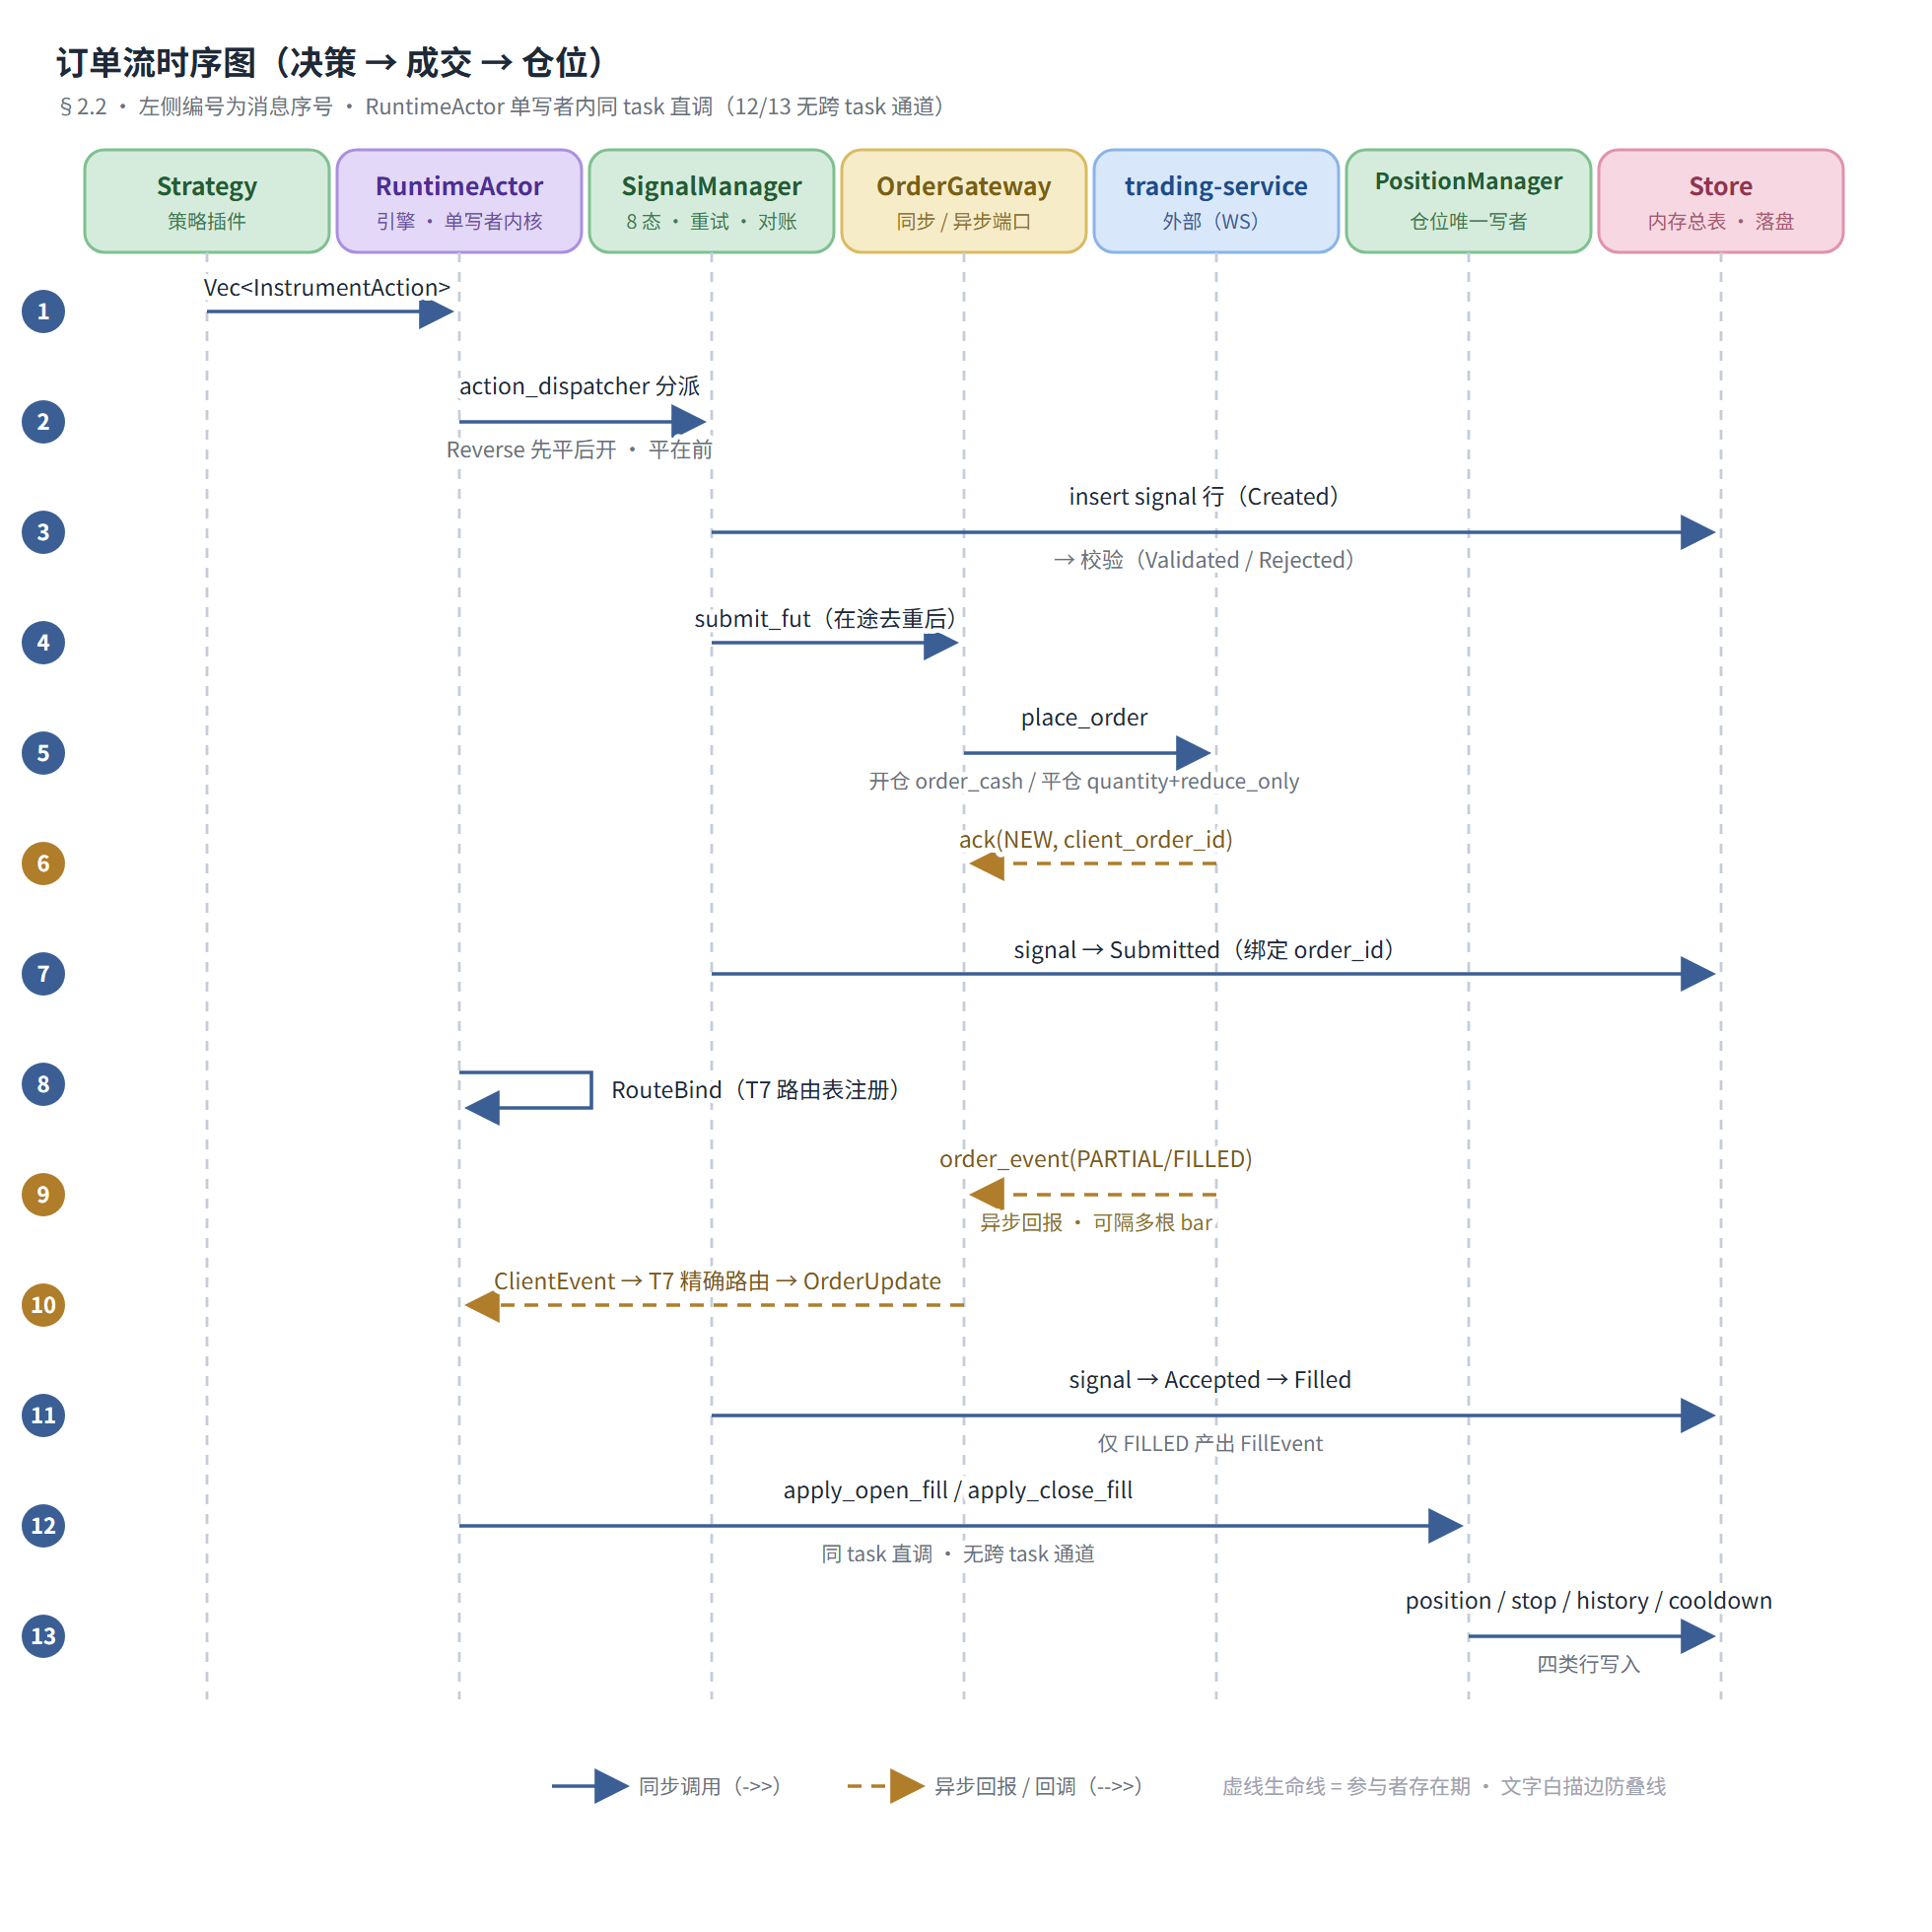 订单流时序图（决策 → 成交 → 仓位）
§ 2.2 · 左侧编号为消息序号 · RuntimeActor 单写者内同 task 直调（12/13 无跨 task 通道）
Strategy
策略插件
RuntimeActor
引擎 · 单写者内核
SignalManager
8 态 · 重试 · 对账
OrderGateway
同步 / 异步端口
trading-service
外部（WS）
PositionManager
仓位唯一写者
Store
内存总表 · 落盘
1
Vec<InstrumentAction>
2
action_dispatcher 分派
Reverse 先平后开 · 平在前
3
insert signal 行（Created）
→ 校验（Validated / Rejected）
4
submit_fut（在途去重后）
5
place_order
开仓 order_cash / 平仓 quantity+reduce_only
6
ack(NEW, client_order_id)
7
signal → Submitted（绑定 order_id）
8
RouteBind（T7 路由表注册）
9
order_event(PARTIAL/FILLED)
异步回报 · 可隔多根 bar
10
ClientEvent → T7 精确路由 → OrderUpdate
11
signal → Accepted → Filled
仅 FILLED 产出 FillEvent
12
apply_open_fill / apply_close_fill
同 task 直调 · 无跨 task 通道
13
position / stop / history / cooldown
四类行写入
同步调用（->>）
异步回报 / 回调（-->>）
虚线生命线 = 参与者存在期 · 文字白描边防叠线